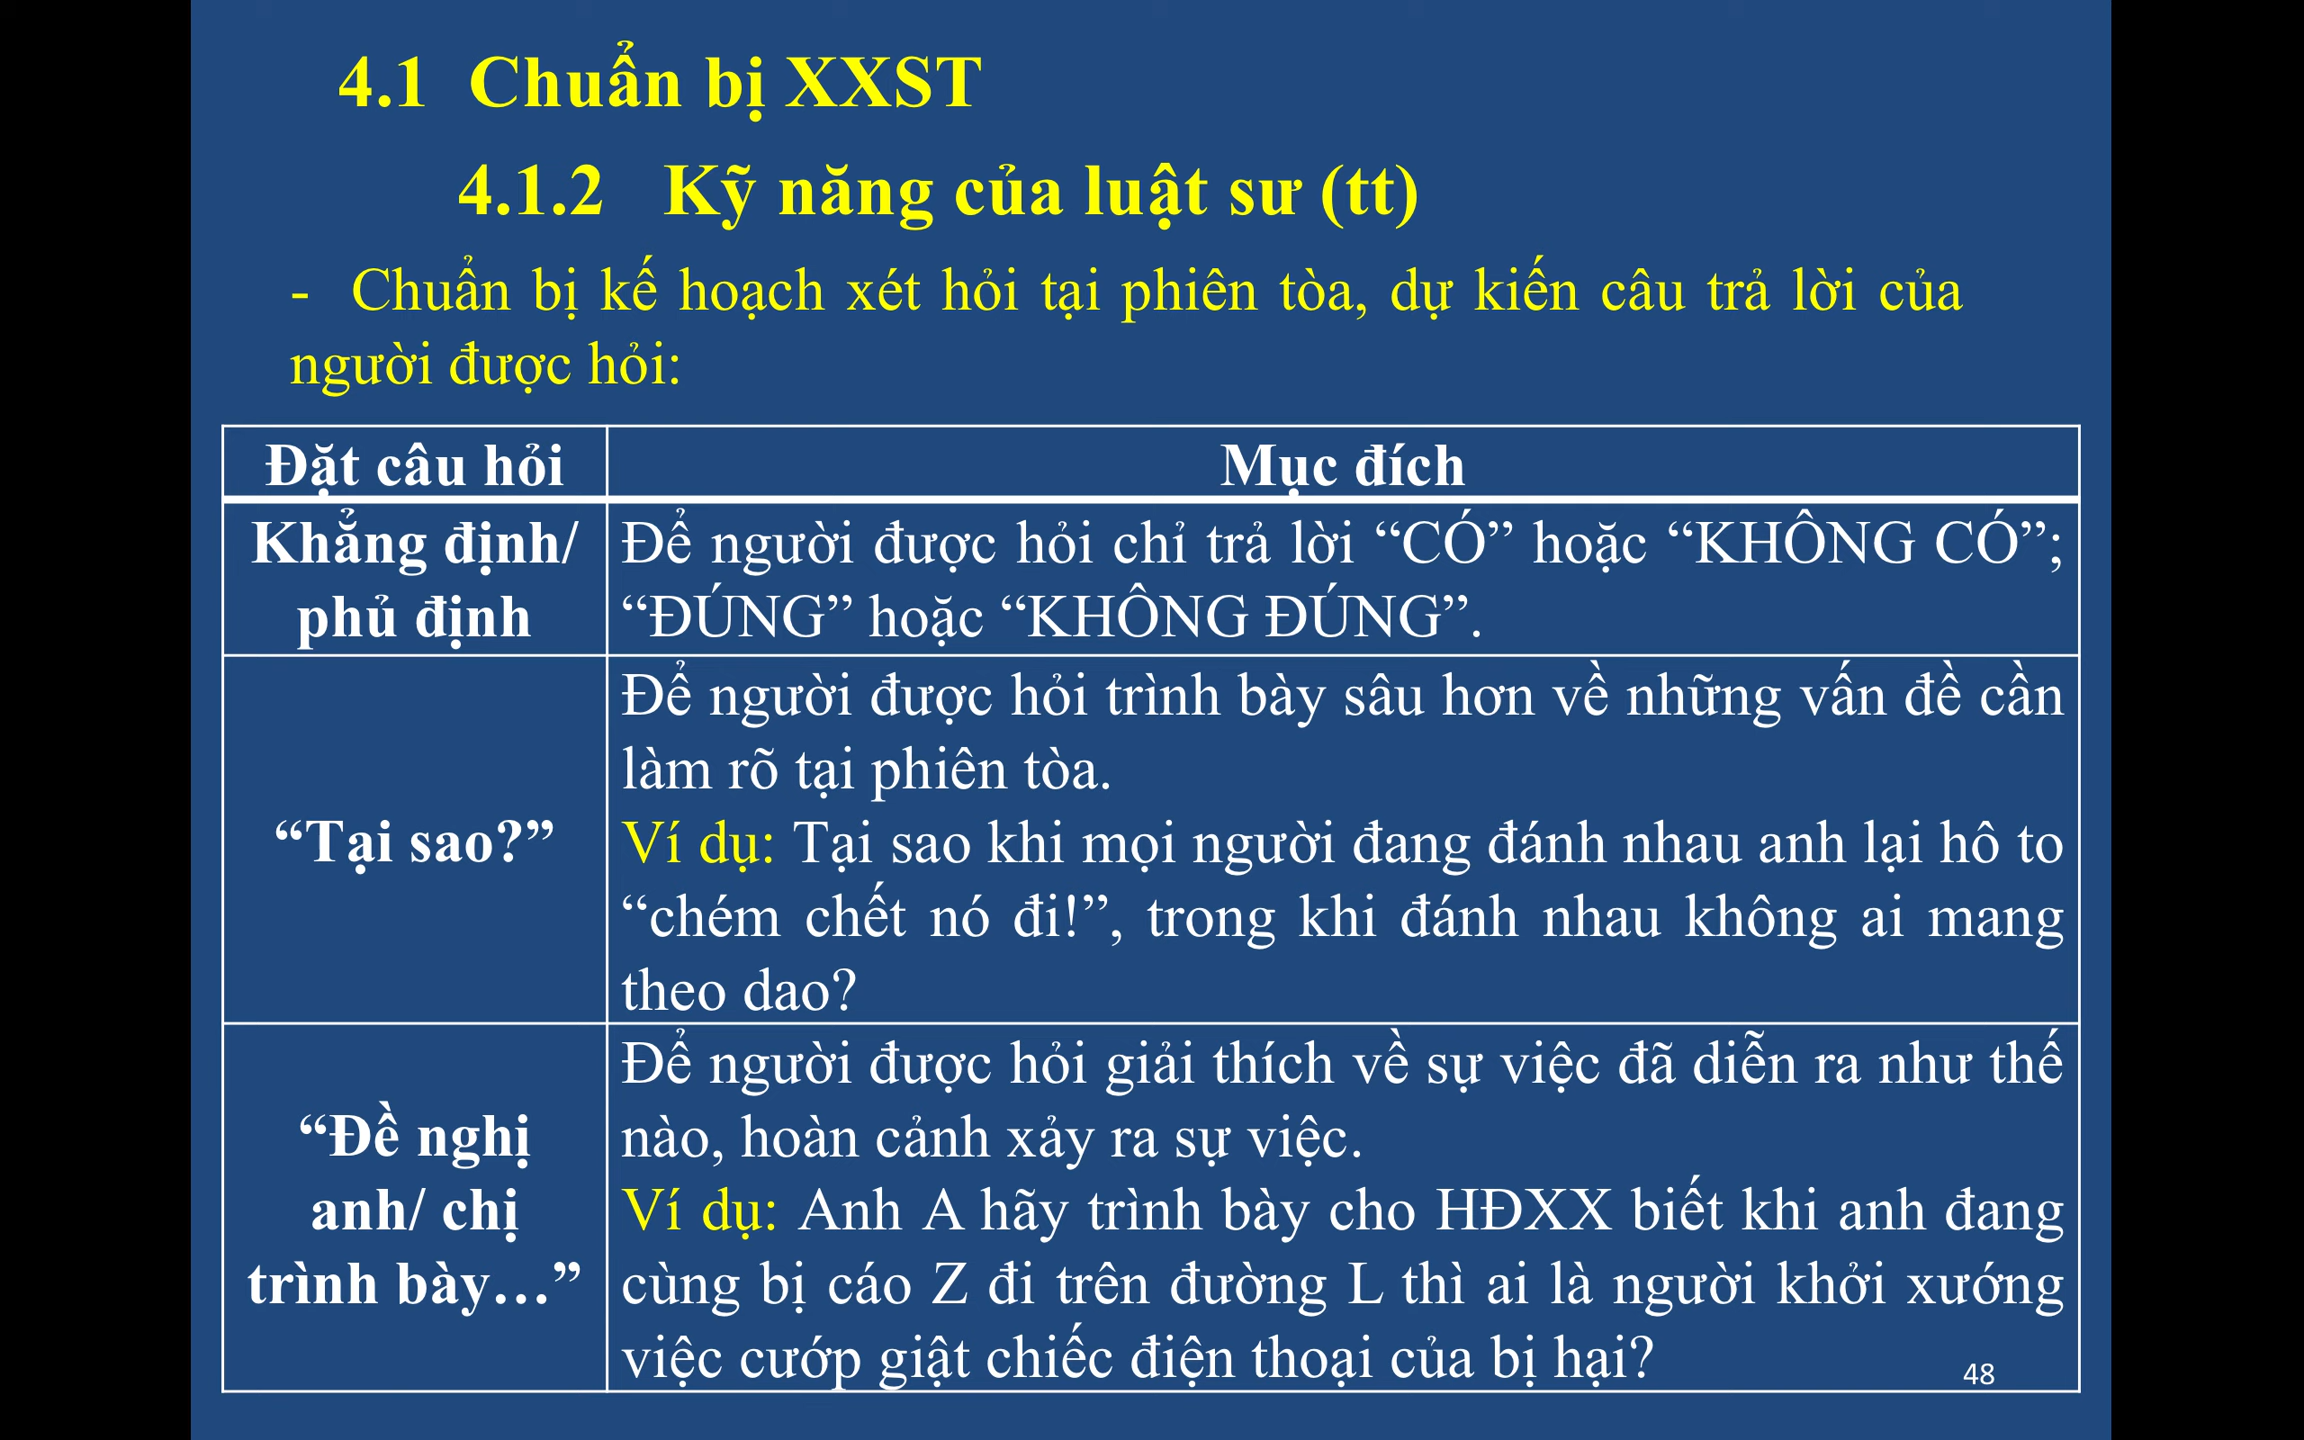 4.1 Chuẩn bị XXST
4.1.2 Kỹ năng của luật sư (tt)
- Chuẩn bị kế hoạch xét hỏi tại phiên tòa, dự kiến câu trả lời của
người được hỏi:
Đặt câu hỏi
Mục đích
Khẳng định/
phủ định
Để người được hỏi chỉ trả lời “CÓ” hoặc “KHÔNG CÓ”;
“ĐÚNG” hoặc “KHÔNG ĐÚNG”.
“Tại sao?”
Để người được hỏi trình bày sâu hơn về những vấn đề cần
làm rõ tại phiên tòa.
Ví dụ: Tại sao khi mọi người đang đánh nhau anh lại hô to
“chém chết nó đi!”, trong khi đánh nhau không ai mang
theo dao?
“Đề nghị
anh/ chị
trình bày…”
Để người được hỏi giải thích về sự việc đã diễn ra như thế
nào, hoàn cảnh xảy ra sự việc.
Ví dụ: Anh A hãy trình bày cho HĐXX biết khi anh đang
cùng bị cáo Z đi trên đường L thì ai là người khởi xướng
việc cướp giật chiếc điện thoại của bị hại?
48